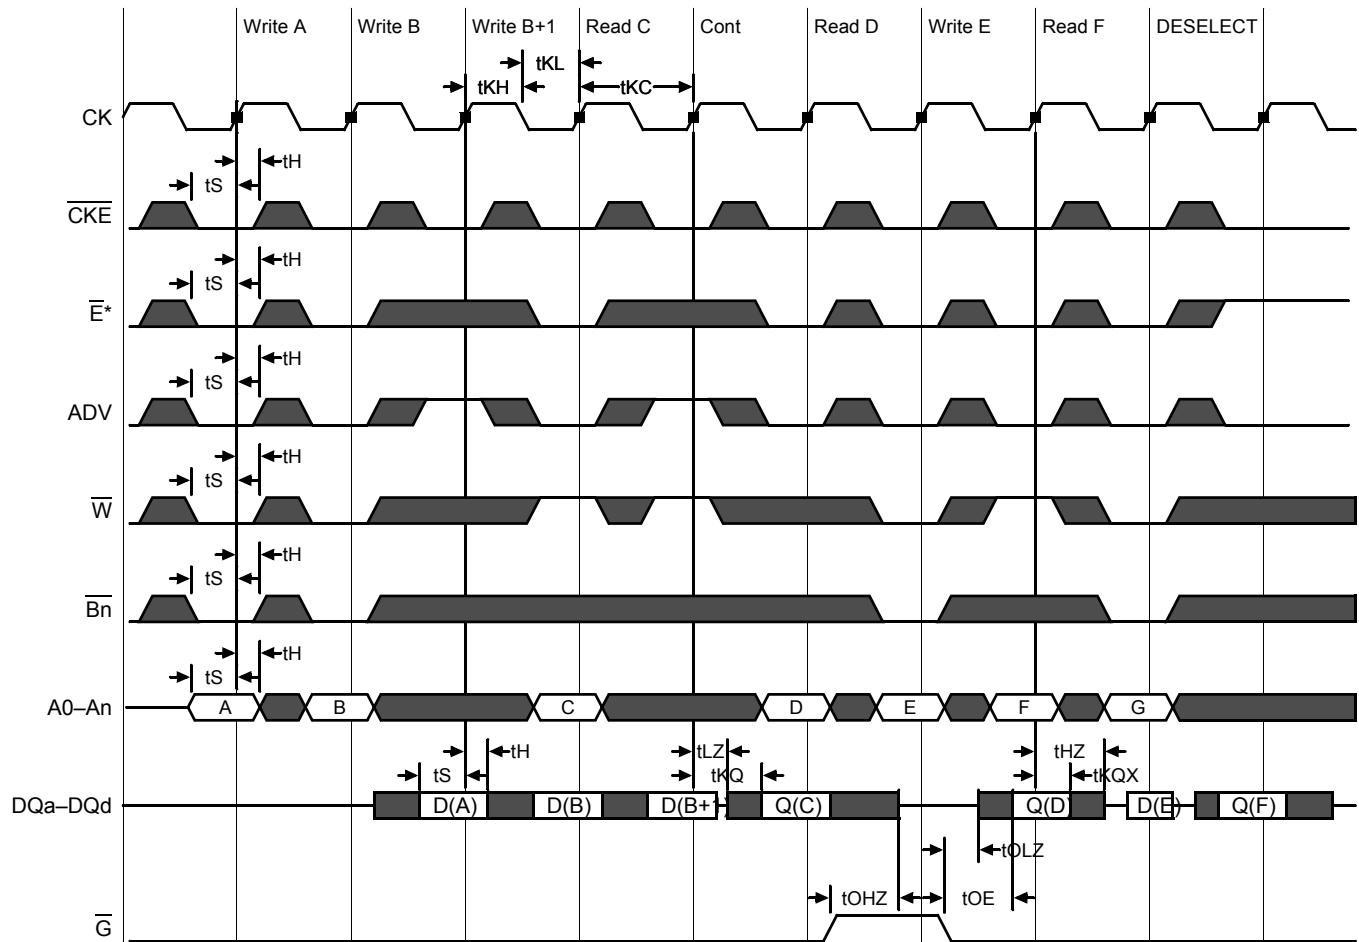 Write A Write B Write B+1 Read C Cont Read D Write E Read F DESELECT
tKL
tKH tKC
CK
tH
tS
CKE
tH
tS
E*
tH
tS
ADV
tH
tS
W
tH
tS
Bn
tH
tS
A0–An A B C D E F G
tH tLZ tHZ
tS tKQ tKQX
DQa–DQd D(A) D(B) D(B+1) Q(C) Q(D) D(E) Q(F)
tOLZ
tOHZ tOE
G